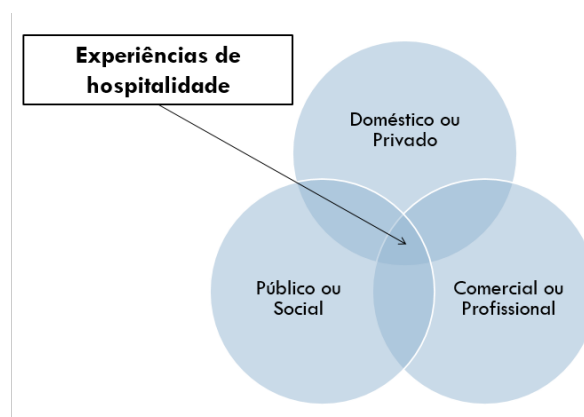 Experiências de
hospitalidade
Doméstico ou
Privado
Público ou
Social
Comercial ou
Profissional